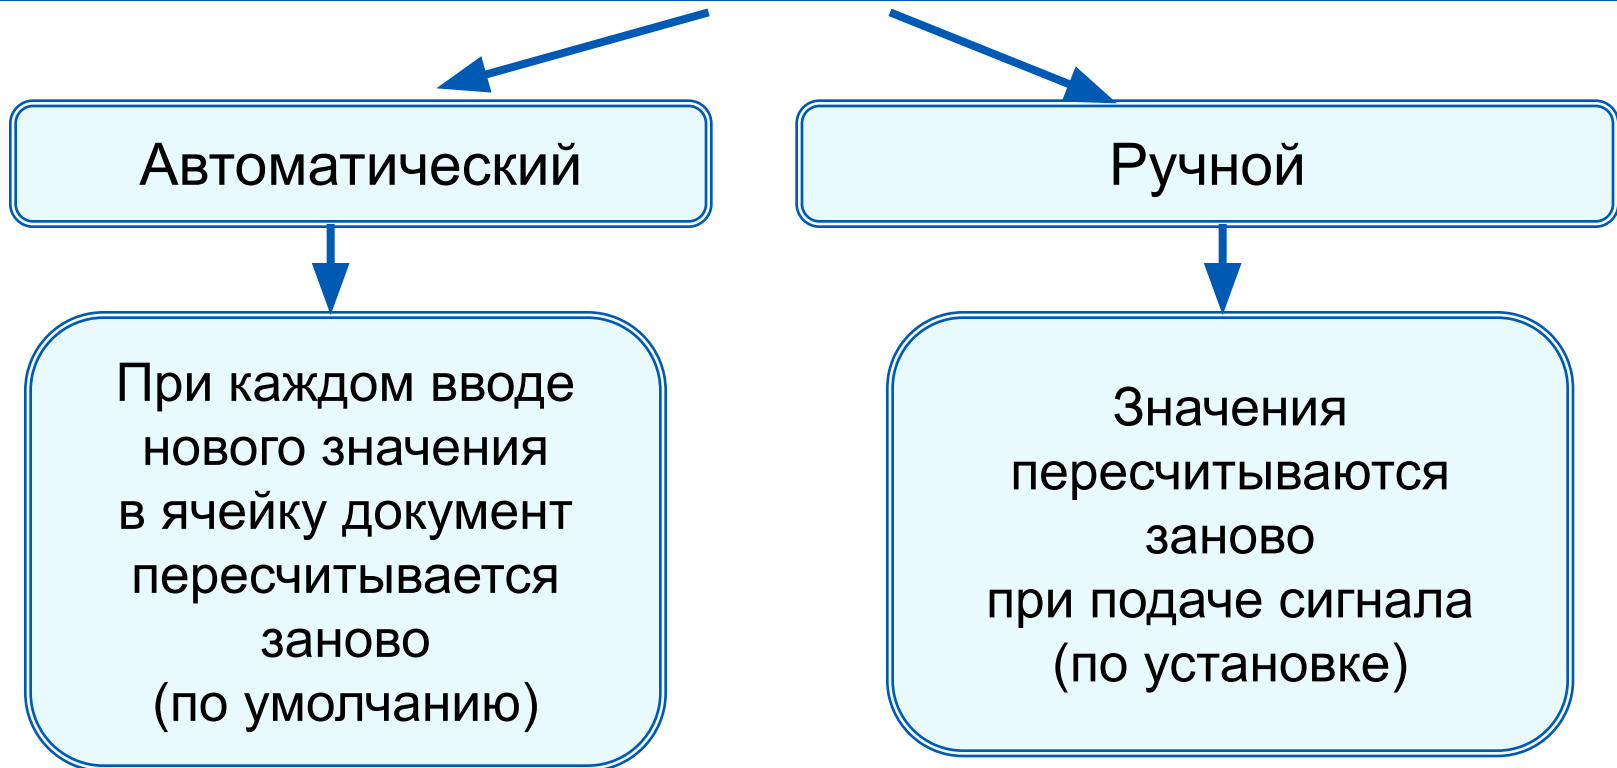 Автоматический
Ручной
При каждом вводе
нового значения
в ячейку документ
пересчитывается
заново
(по умолчанию)
Значения
пересчитываются
заново
при подаче сигнала
(по установке)